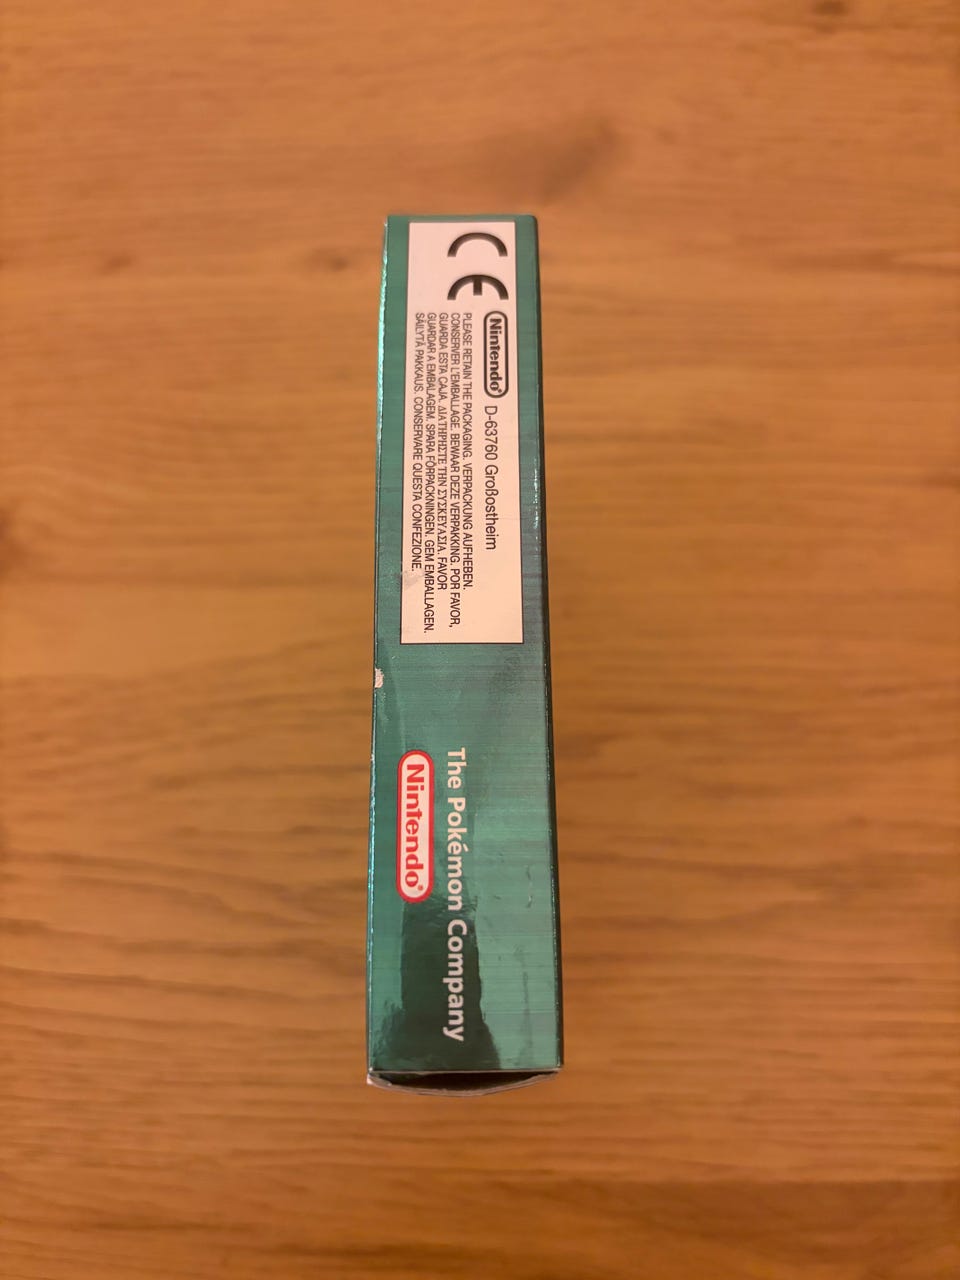 CE
Nintendo® D-63760 Großostheim
PLEASE RETAIN THE PACKAGING. VERPACKUNG AUFHEBEN.
CONSERVER L'EMBALLAGE. BEWAAR DEZE VERPAKKING. POR FAVOR,
GUARDA ESTA CAJA. ΔΙΑΤΗΡΗΣΤΕ ΤΗΝ ΣΥΣΚΕΥΑΣΙΑ. FAVOR
GUARDAR A EMBALAGEM. SPARA FÖRPACKNINGEN. GEM EMBALLAGEN.
SÄILYTÄ PAKKAUS. CONSERVARE QUESTA CONFEZIONE.
The Pokémon Company
Nintendo®